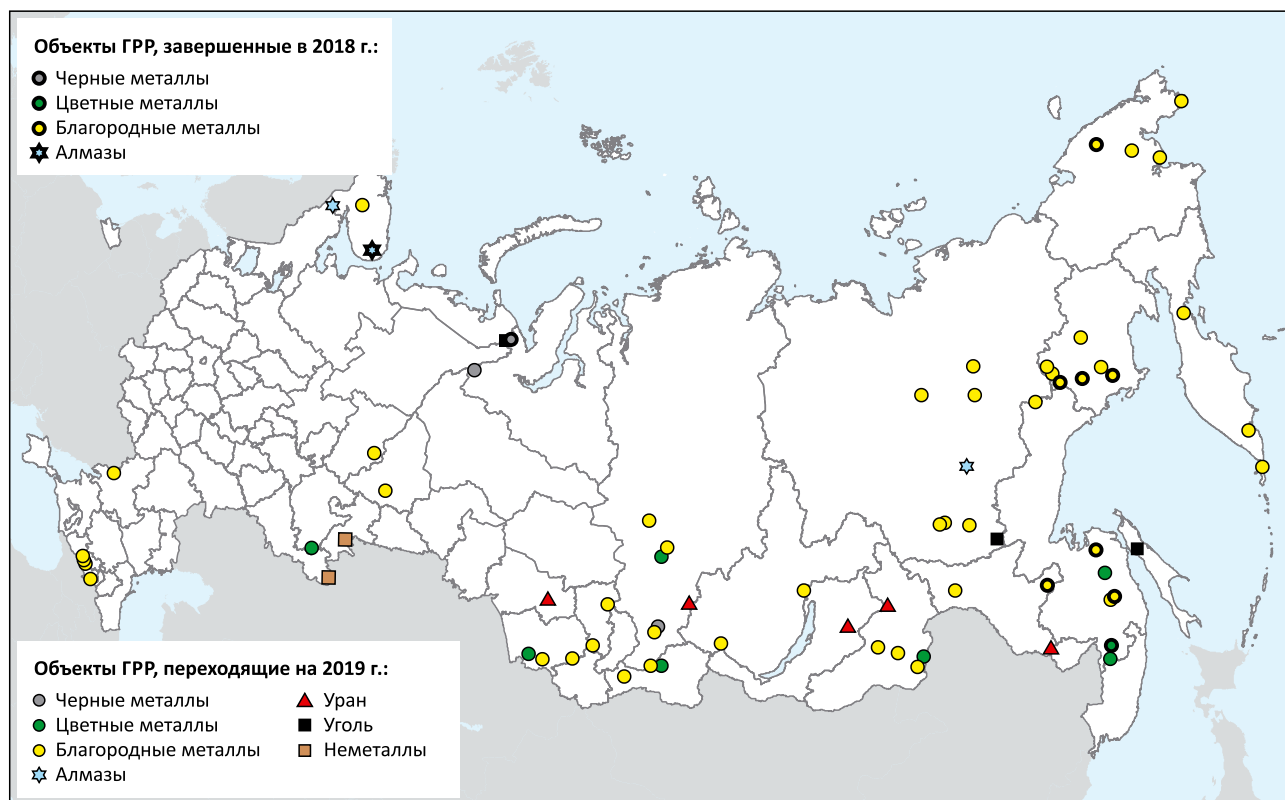 Объекты ГРР, завершенные в 2018 г.:
Черные металлы
Цветные металлы
Благородные металлы
Алмазы
Объекты ГРР, переходящие на 2019 г.:
Черные металлы
Цветные металлы
Благородные металлы
Алмазы
Уран
Уголь
Неметаллы